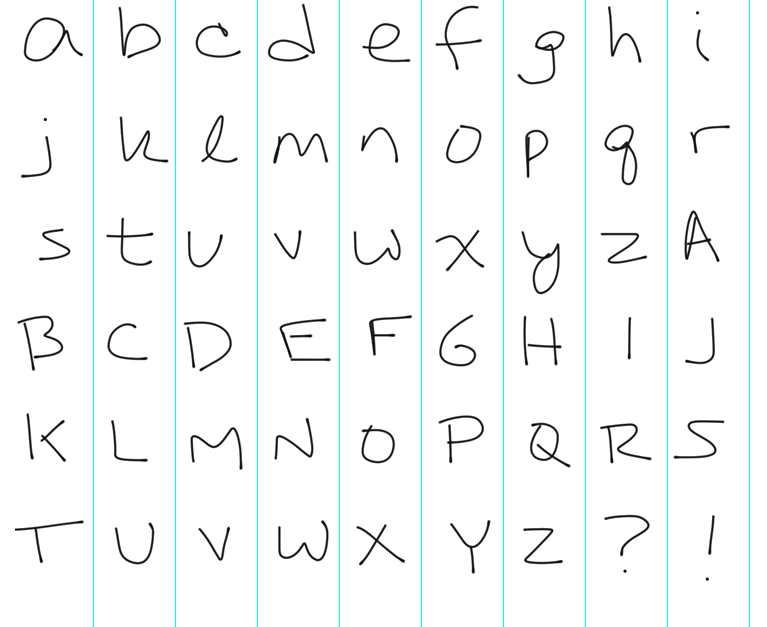 a b c d e f g h i
j k l m n o p q r
s t u v w x y z A
B C D E F G H I J
K L M N O P Q R S
T U V W X Y Z ? !